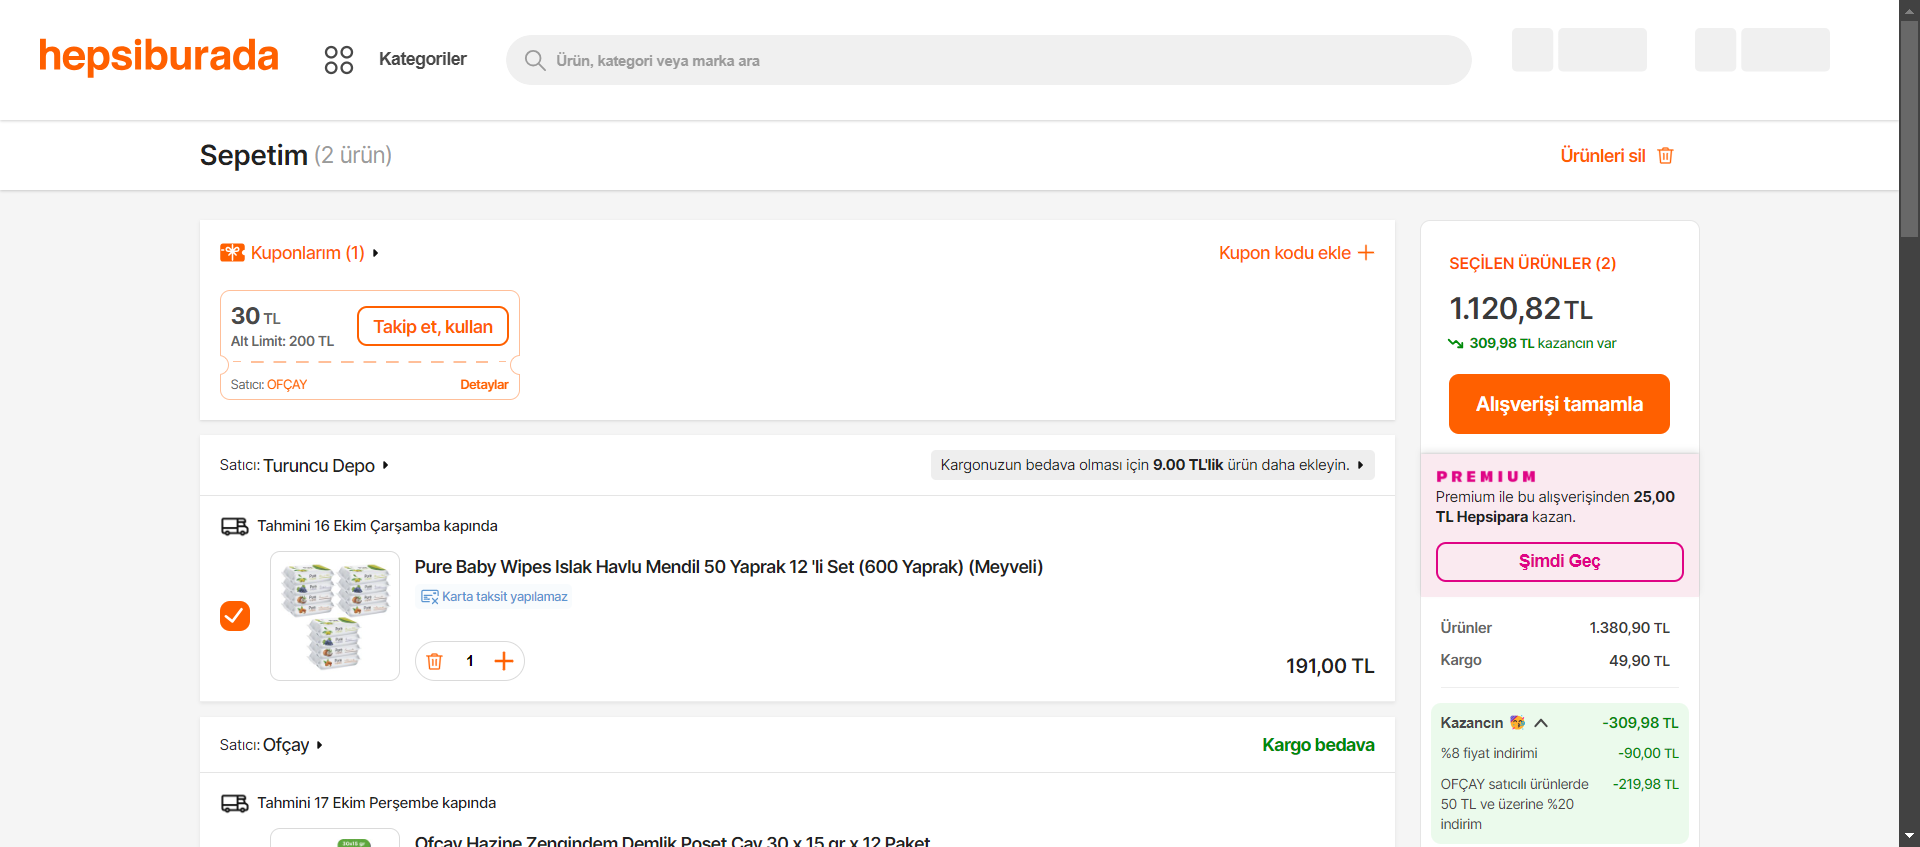 hepsiburada
Kategoriler
Ürün, kategori veya marka ara
Sepetim (2 ürün)
Ürünleri sil
Kuponlarım (1)
Kupon kodu ekle
30 TL
Alt Limit: 200 TL
Takip et, kullan
Satıcı: OFÇAY
Detaylar
Satıcı: Turuncu Depo
Kargonuzun bedava olması için 9.00 TL'lik ürün daha ekleyin.
Tahmini 16 Ekim Çarşamba kapında
Pure Baby Wipes Islak Havlu Mendil 50 Yaprak 12 'li Set (600 Yaprak) (Meyveli)
Karta taksit yapılamaz
1
191,00 TL
Satıcı: Ofçay
Kargo bedava
Tahmini 17 Ekim Perşembe kapında
Ofçay Hazine Zengindem Demlik Poşet Çay 30 x 15 gr x 12 Paket
SEÇİLEN ÜRÜNLER (2)
1.120,82 TL
309,98 TL kazancın var
Alışverişi tamamla
PREMIUM
Premium ile bu alışverişinden 25,00
TL Hepsipara kazan.
Şimdi Geç
Ürünler 1.380,90 TL
Kargo 49,90 TL
Kazancın -309,98 TL
%8 fiyat indirimi -90,00 TL
OFÇAY satıcılı ürünlerde -219,98 TL
50 TL ve üzerine %20
indirim